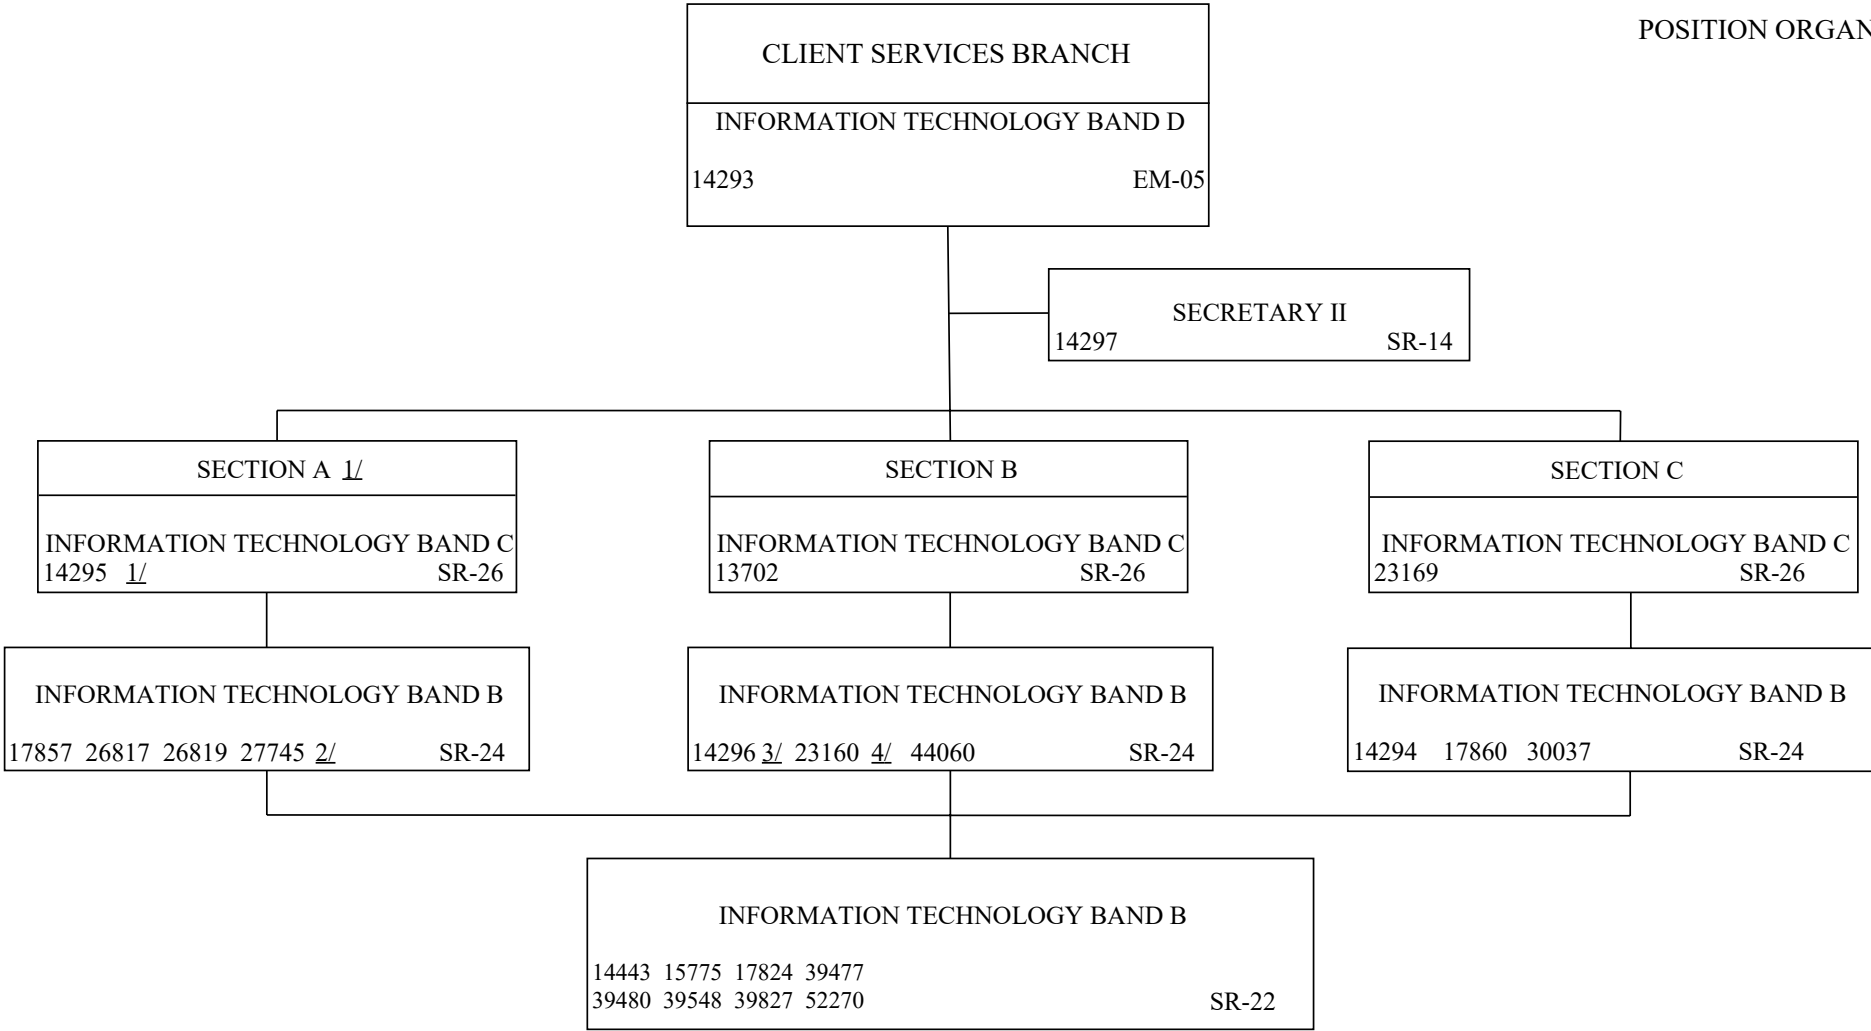 POSITION ORGAN
CLIENT SERVICES BRANCH
INFORMATION TECHNOLOGY BAND D
14293 EM-05
SECRETARY II
14297 SR-14
SECTION A 1/
INFORMATION TECHNOLOGY BAND C
14295 1/ SR-26
SECTION B
INFORMATION TECHNOLOGY BAND C
13702 SR-26
SECTION C
INFORMATION TECHNOLOGY BAND C
23169 SR-26
INFORMATION TECHNOLOGY BAND B
17857 26817 26819 27745 2/ SR-24
INFORMATION TECHNOLOGY BAND B
14296 3/ 23160 4/ 44060 SR-24
INFORMATION TECHNOLOGY BAND B
14294 17860 30037 SR-24
INFORMATION TECHNOLOGY BAND B
14443 15775 17824 39477
39480 39548 39827 52270 SR-22